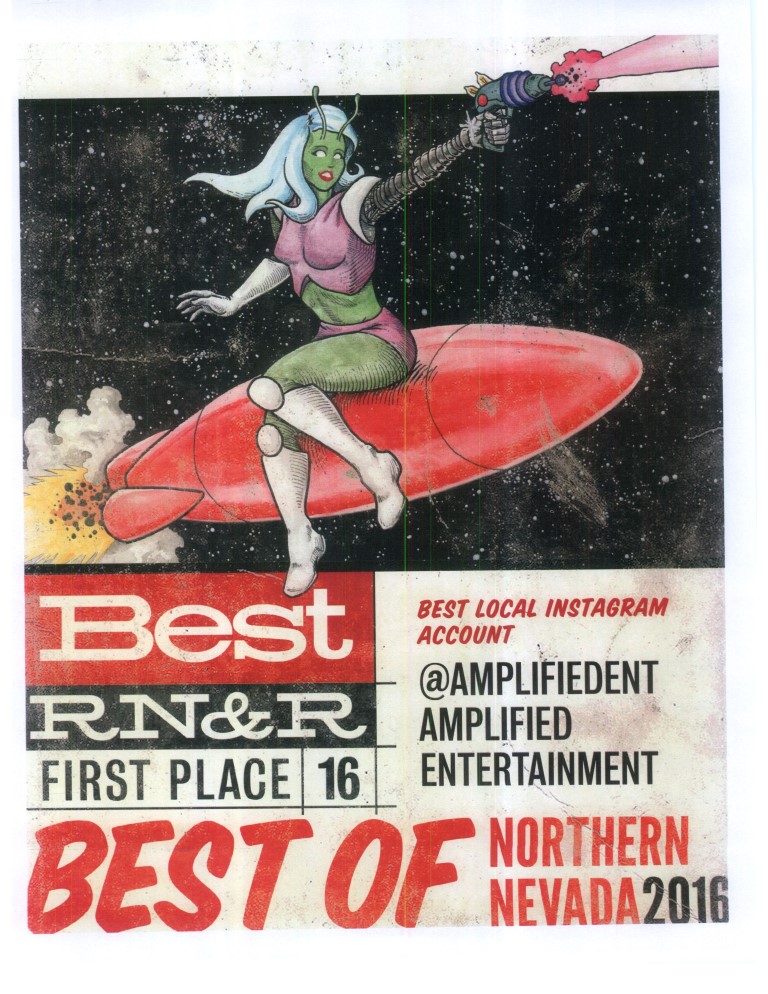 Best
RN&R
FIRST PLACE 16
BEST LOCAL INSTAGRAM
ACCOUNT
@AMPLIFIEDENT
AMPLIFIED
ENTERTAINMENT
BEST OF NORTHERN
NEVADA 2016